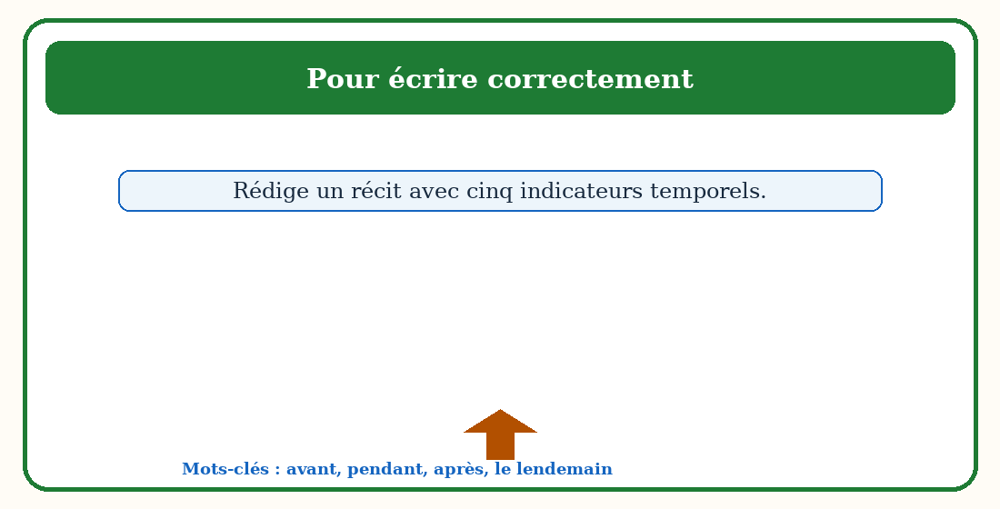 Pour écrire correctement
Rédige un récit avec cinq indicateurs temporels.
Mots-clés : avant, pendant, après, le lendemain